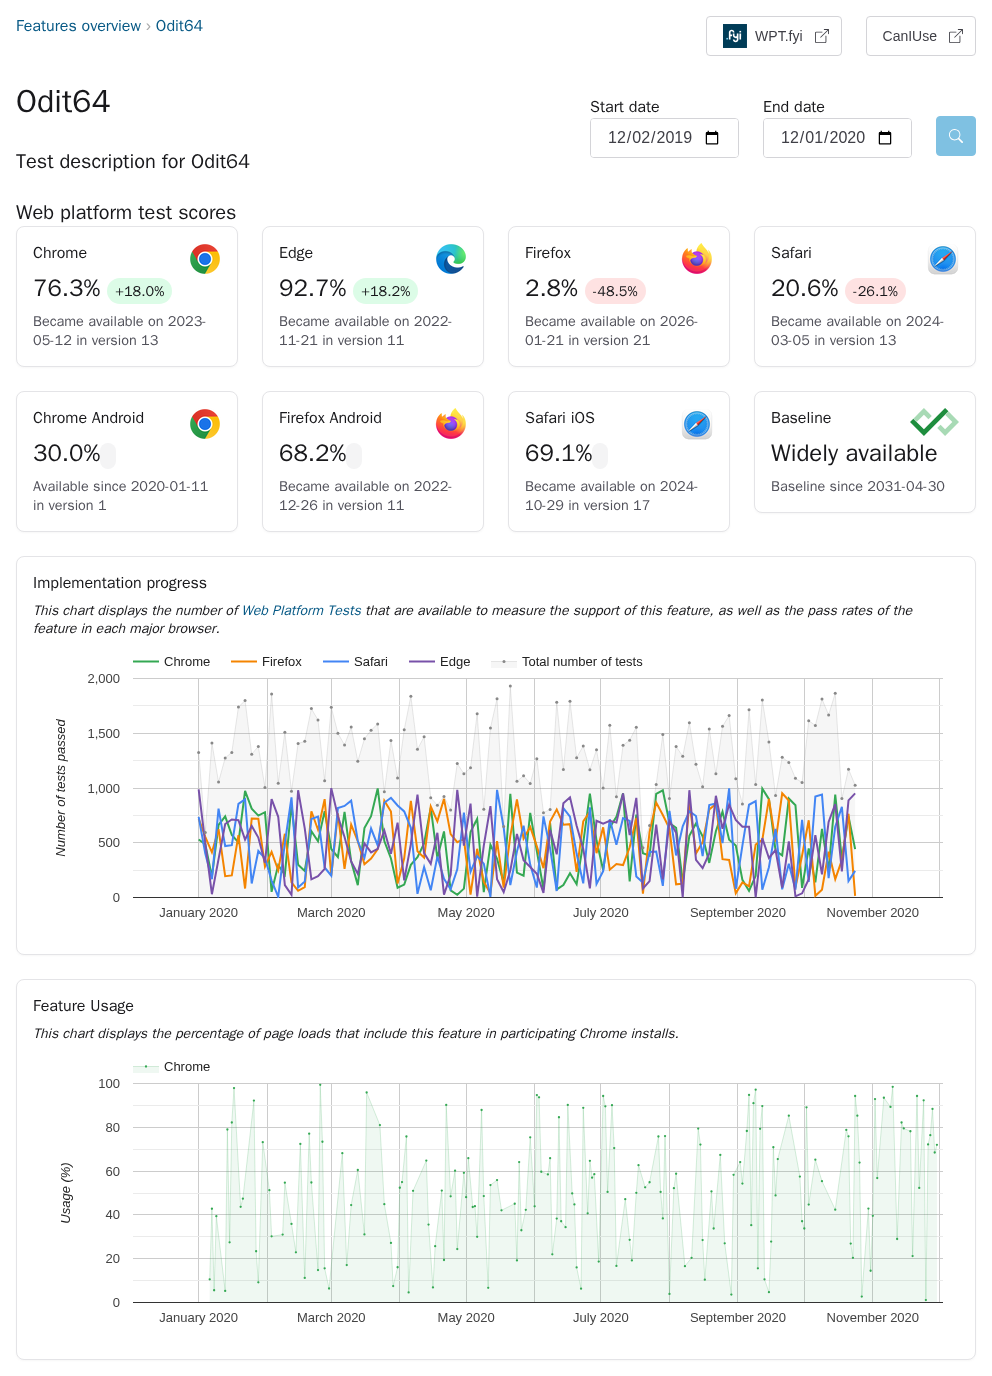 Features overview › Odit64
.fyi WPT.fyi
CanIUse
Odit64
Start date
End date
12/02/2019
12/01/2020
Test description for Odit64
Web platform test scores
Chrome
76.3% +18.0%
Became available on 2023-
05-12 in version 13
Edge
92.7% +18.2%
Became available on 2022-
11-21 in version 11
Firefox
2.8% -48.5%
Became available on 2026-
01-21 in version 21
Safari
20.6% -26.1%
Became available on 2024-
03-05 in version 13
Chrome Android
30.0%
Available since 2020-01-11
in version 1
Firefox Android
68.2%
Became available on 2022-
12-26 in version 11
Safari iOS
69.1%
Became available on 2024-
10-29 in version 17
Baseline
Widely available
Baseline since 2031-04-30
Implementation progress
This chart displays the number of Web Platform Tests that are available to measure the support of this feature, as well as the pass rates of the
feature in each major browser.
Chrome Firefox Safari Edge Total number of tests
Number of tests passed
2,000
1,500
1,000
500
0
January 2020 March 2020 May 2020 July 2020 September 2020 November 2020
Feature Usage
This chart displays the percentage of page loads that include this feature in participating Chrome installs.
Chrome
Usage (%)
100
80
60
40
20
0
January 2020 March 2020 May 2020 July 2020 September 2020 November 2020